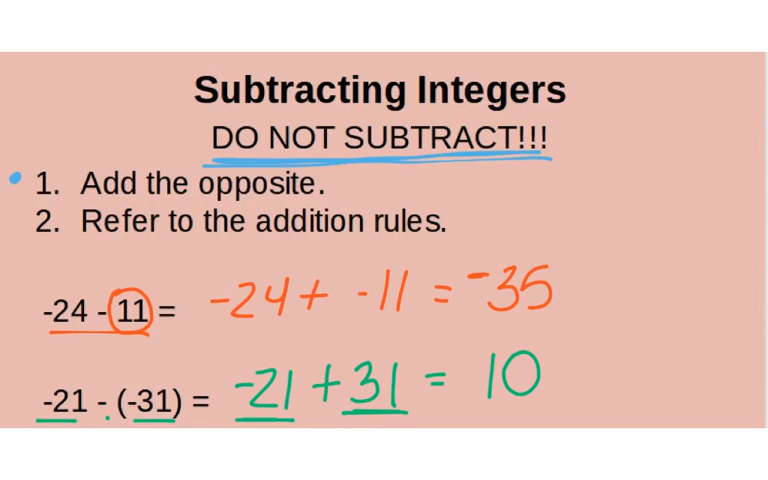 Subtracting Integers
DO NOT SUBTRACT!!!
1. Add the opposite.
2. Refer to the addition rules.
-24 - 11 = -24 + -11 = -35
-21 - (-31) = -21 + 31 = 10